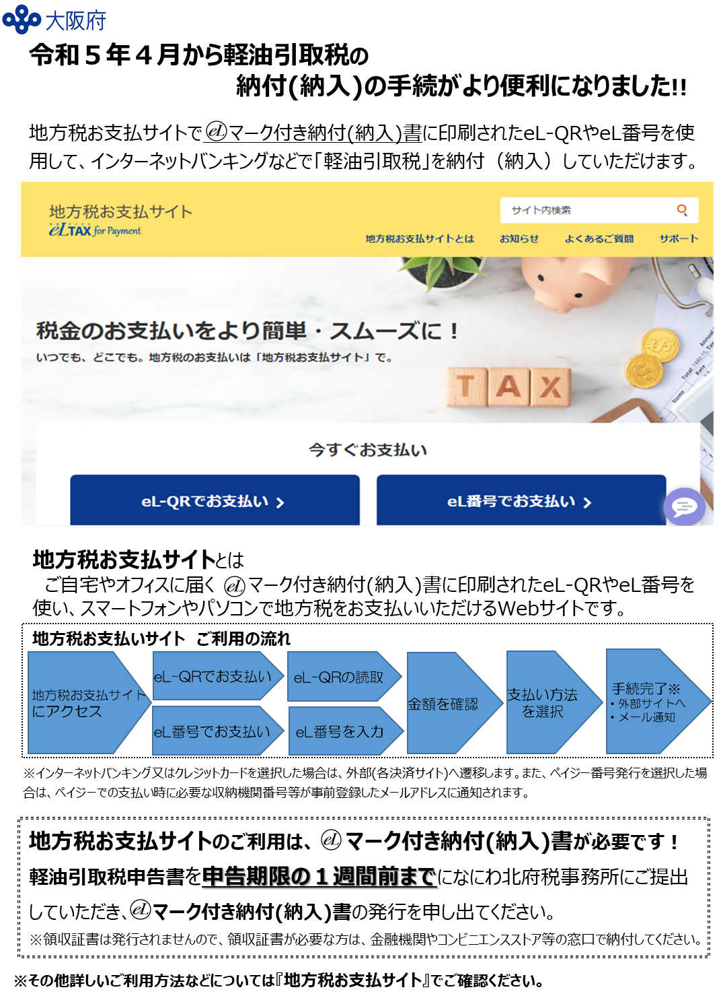 大阪府
令和５年４月から軽油引取税の
納付(納入)の手続がより便利になりました!!
地方税お支払サイトでeLマーク付き納付(納入)書に印刷されたeL-QRやeL番号を使
用して、インターネットバンキングなどで「軽油引取税」を納付（納入）していただけます。
地方税お支払サイト
eLTAX for Payment
サイト内検索
地方税お支払サイトとは お知らせ よくあるご質問 サポート
税金のお支払いをより簡単・スムーズに！
いつでも、どこでも。地方税のお支払いは「地方税お支払サイト」で。
TAX
Annual
Total 7480.15 Tax
Rate
Items
今すぐお支払い
eL-QRでお支払い
eL番号でお支払い
地方税お支払サイトとは
ご自宅やオフィスに届く eLマーク付き納付(納入)書に印刷されたeL-QRやeL番号を
使い、スマートフォンやパソコンで地方税をお支払いいただけるWebサイトです。
地方税お支払いサイト ご利用の流れ
地方税お支払サイト
にアクセス
eL-QRでお支払い
eL番号でお支払い
eL-QRの読取
eL番号を入力
金額を確認
支払い方法
を選択
手続完了※
・外部サイトへ
・メール通知
※インターネットバンキング又はクレジットカードを選択した場合は、外部(各決済サイト)へ遷移します。また、ペイジー番号発行を選択した場
合は、ペイジーでの支払い時に必要な収納機関番号等が事前登録したメールアドレスに通知されます。
地方税お支払サイトのご利用は、eLマーク付き納付(納入)書が必要です！
軽油引取税申告書を申告期限の１週間前までになにわ北府税事務所にご提出
していただき、eLマーク付き納付(納入)書の発行を申し出てください。
※領収証書は発行されませんので、領収証書が必要な方は、金融機関やコンビニエンスストア等の窓口で納付してください。
※その他詳しいご利用方法などについては『地方税お支払サイト』でご確認ください。